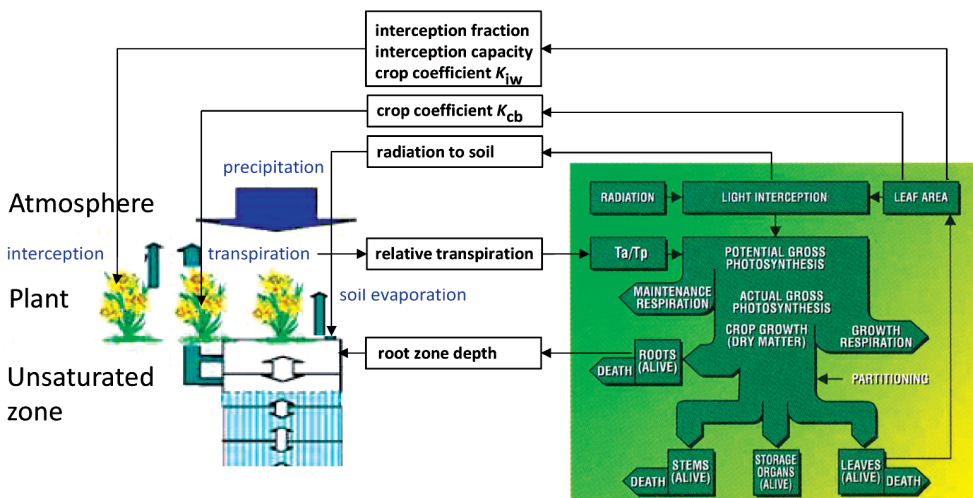 interception fraction
interception capacity
crop coefficient Kiw
crop coefficient Kcb
radiation to soil
precipitation
Atmosphere
RADIATION
LIGHT INTERCEPTION
LEAF AREA
interception
transpiration
relative transpiration
Ta/Tp
POTENTIAL GROSS
PHOTOSYNTHESIS
Plant
soil evaporation
MAINTENANCE
RESPIRATION
ACTUAL GROSS
PHOTOSYNTHESIS
CROP GROWTH
(DRY MATTER)
GROWTH
RESPIRATION
root zone depth
DEATH
ROOTS
(ALIVE)
PARTITIONING
Unsaturated
zone
DEATH
STEMS
(ALIVE)
STORAGE
ORGANS
(ALIVE)
LEAVES
(ALIVE)
DEATH